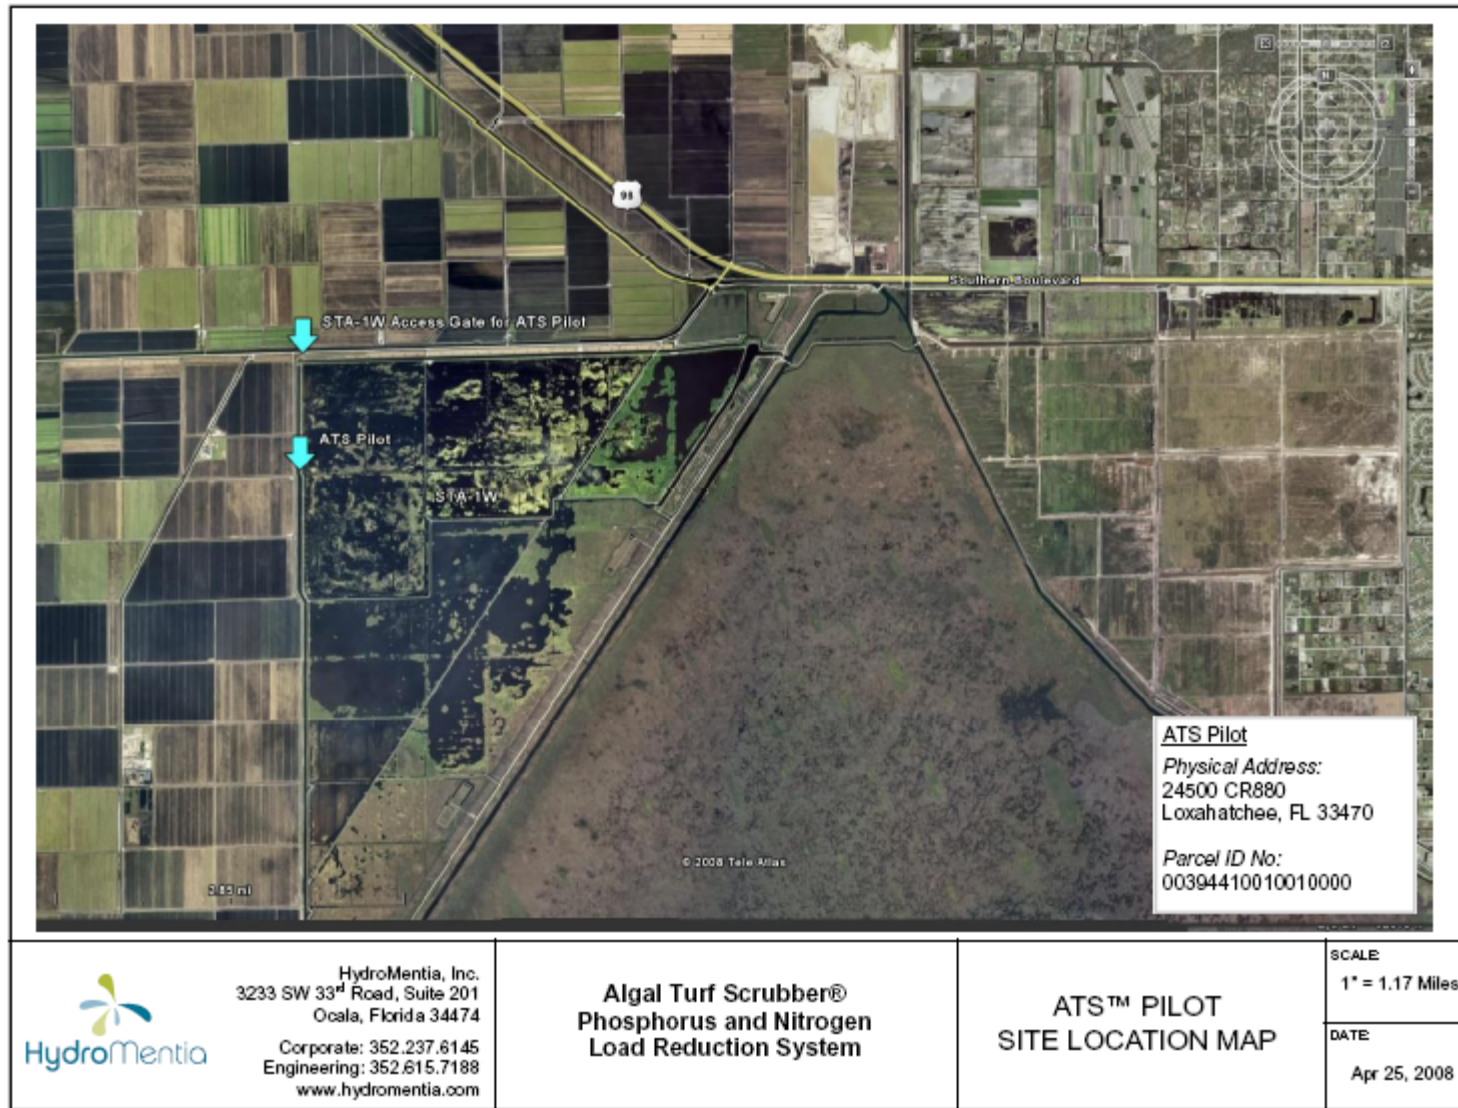 98
Southern Boulevard
STA-1W Access Gate for ATS Pilot
ATS Pilot
STA-1W
© 2008 Tele Atlas
ATS Pilot
Physical Address:
24500 CR880
Loxahatchee, FL 33470
Parcel ID No:
00394410010010000
HydroMentia
HydroMentia, Inc.
3233 SW 33rd Road, Suite 201
Ocala, Florida 34474
Corporate: 352.237.6145
Engineering: 352.615.7188
www.hydromentia.com
Algal Turf Scrubber®
Phosphorus and Nitrogen
Load Reduction System
ATS™ PILOT
SITE LOCATION MAP
SCALE:
1" = 1.17 Miles
DATE:
Apr 25, 2008